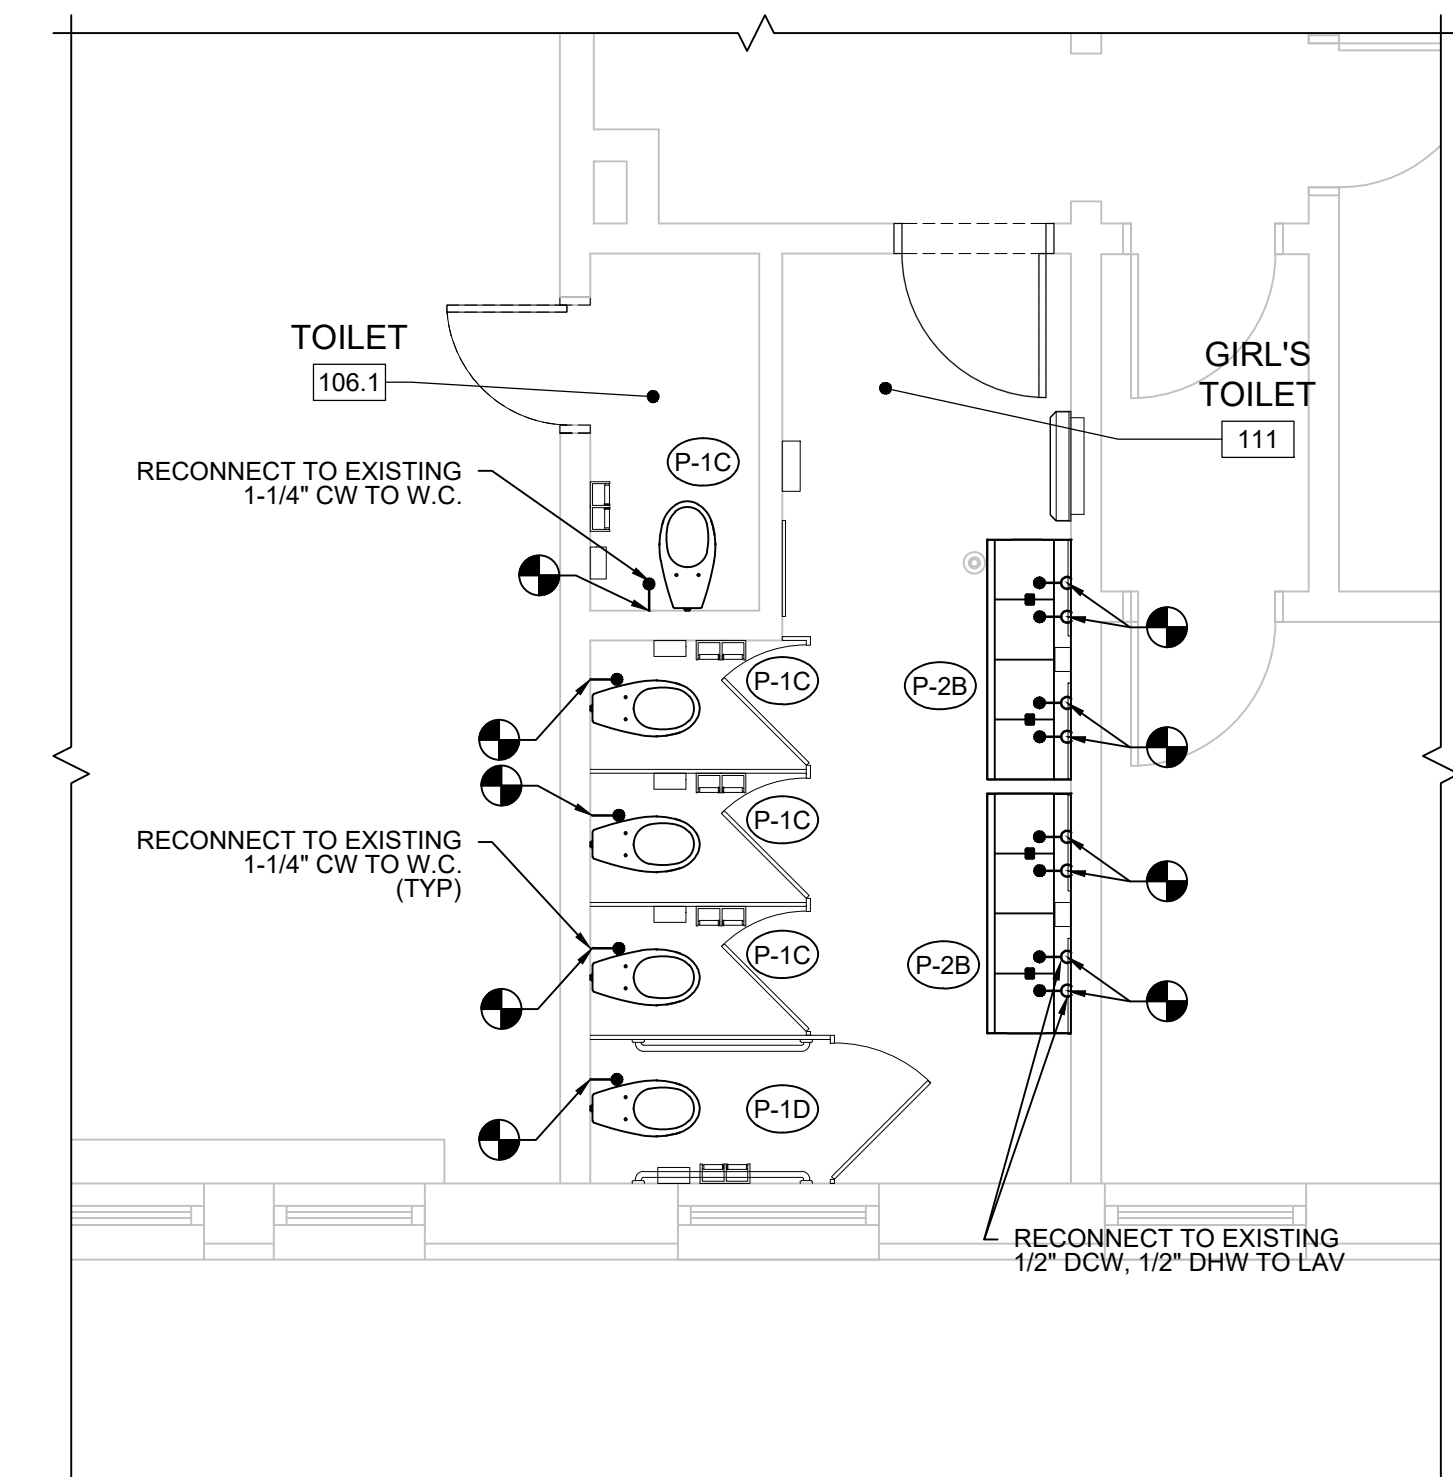 TOILET
106.1
GIRL'S
TOILET
111
P-1C
RECONNECT TO EXISTING
1-1/4" CW TO W.C.
P-1C
P-2B
P-1C
RECONNECT TO EXISTING
1-1/4" CW TO W.C.
(TYP)
P-1C
P-2B
P-1D
RECONNECT TO EXISTING
1/2" DCW, 1/2" DHW TO LAV